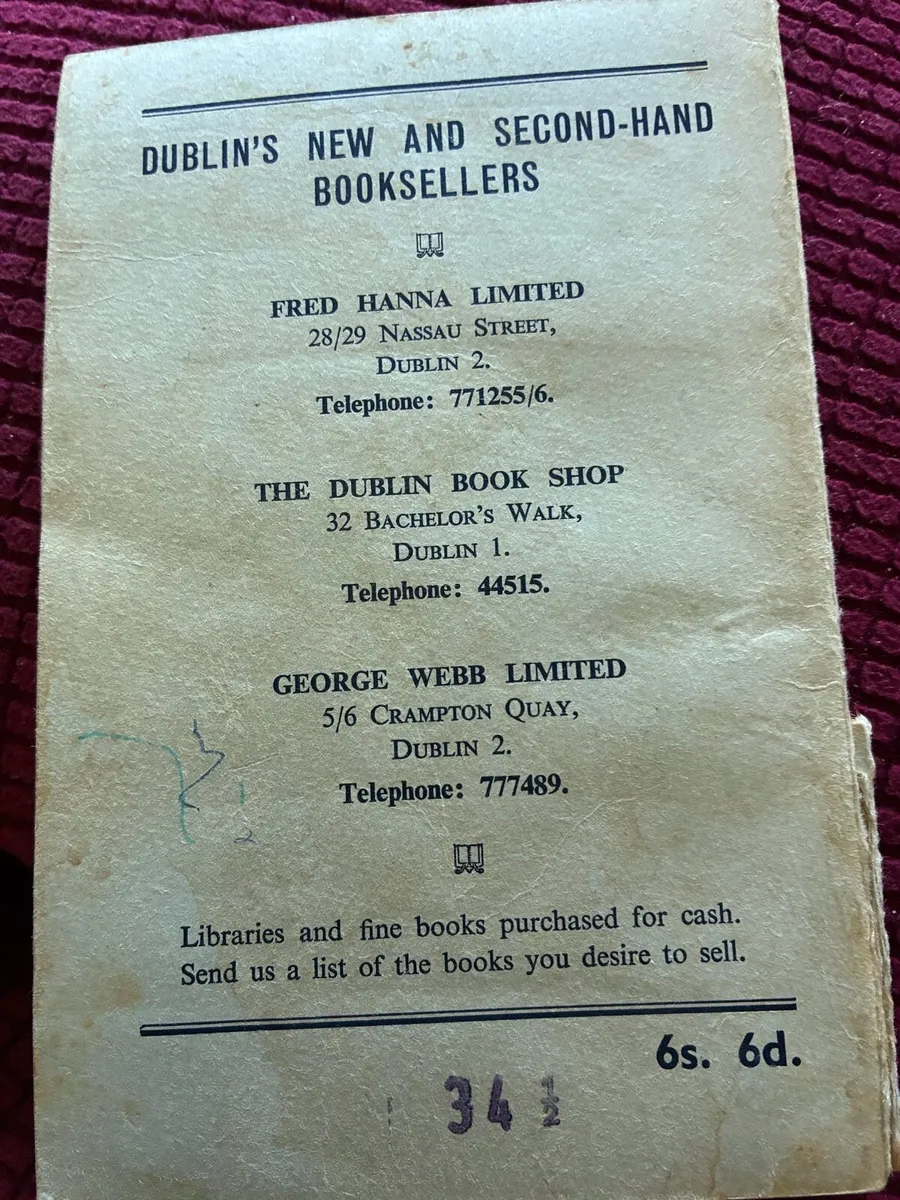 DUBLIN'S NEW AND SECOND-HAND
BOOKSELLERS
FRED HANNA LIMITED
28/29 NASSAU STREET,
DUBLIN 2.
Telephone: 771255/6.
THE DUBLIN BOOK SHOP
32 BACHELOR'S WALK,
DUBLIN 1.
Telephone: 44515.
GEORGE WEBB LIMITED
5/6 CRAMPTON QUAY,
DUBLIN 2.
Telephone: 777489.
Libraries and fine books purchased for cash.
Send us a list of the books you desire to sell.
6s. 6d.
34 ½